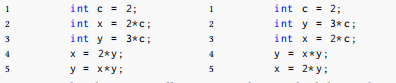 1 int c = 2; 1 int c = 2;
2 int x = 2*c; 2 int y = 3*c;
3 int y = 3*c; 3 int x = 2*c;
4 x = 2*y; 4 y = x*y;
5 y = x*y; 5 x = 2*y;